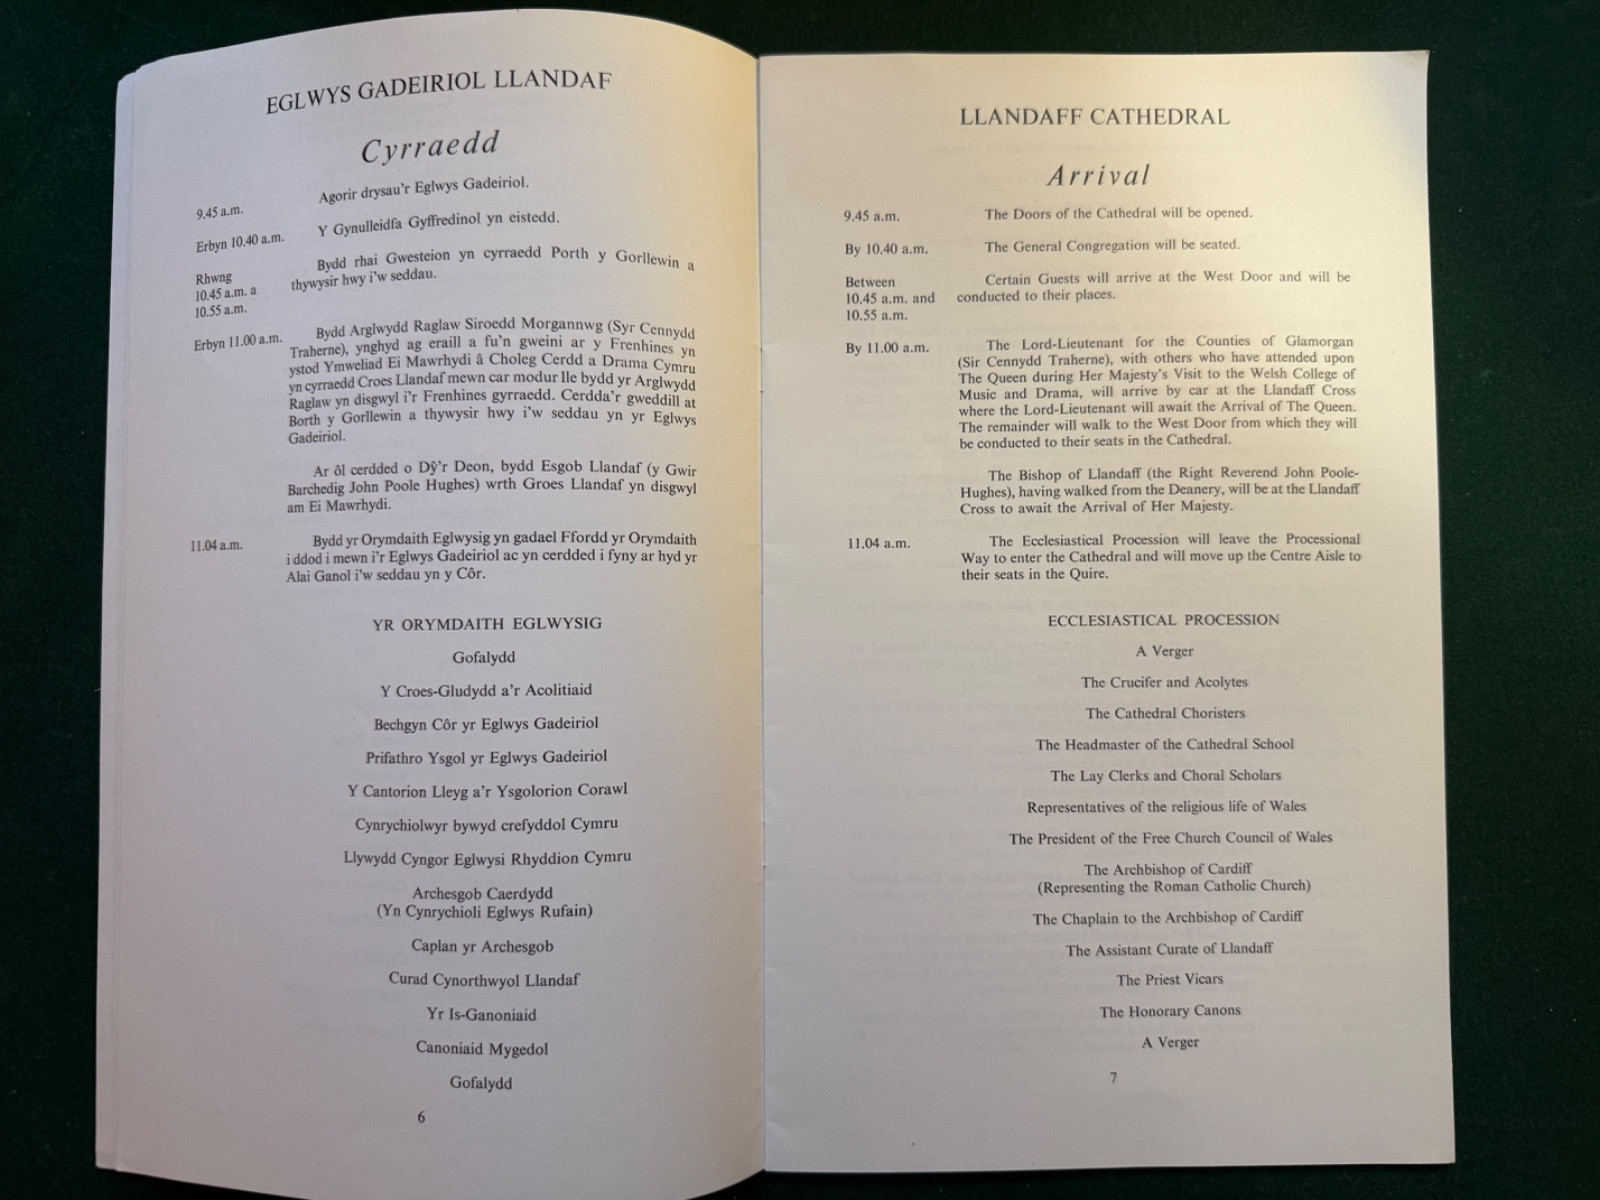 EGLWYS GADEIRIOL LLANDAF
Cyrraedd
9.45 a.m.
Agorir drysau'r Eglwys Gadeiriol.
Erbyn 10.40 a.m.
Y Gynulleidfa Gyffredinol yn eistedd.
Rhwng
10.45 a.m. a
10.55 a.m.
Bydd rhai Gwesteion yn cyrraedd Porth y Gorllewin a
thywysir hwy i'w seddau.
Erbyn 11.00 a.m.
Bydd Arglwydd Raglaw Siroedd Morgannwg (Syr Cennydd
Traherne), ynghyd ag eraill a fu'n gweini ar y Frenhines yn
ystod Ymweliad Ei Mawrhydi â Choleg Cerdd a Drama Cymru
yn cyrraedd Croes Llandaf mewn car modur lle bydd yr Arglwydd
Raglaw yn disgwyl i'r Frenhines gyrraedd. Cerdda'r gweddill at
Borth y Gorllewin a thywysir hwy i'w seddau yn yr Eglwys
Gadeiriol.
Ar ôl cerdded o Dŷ'r Deon, bydd Esgob Llandaf (y Gwir
Barchedig John Poole Hughes) wrth Groes Llandaf yn disgwyl
am Ei Mawrhydi.
11.04 a.m.
Bydd yr Orymdaith Eglwysig yn gadael Ffordd yr Orymdaith
i ddod i mewn i'r Eglwys Gadeiriol ac yn cerdded i fyny ar hyd yr
Alai Ganol i'w seddau yn y Côr.
YR ORYMDAITH EGLWYSIG
Gofalydd
Y Croes-Gludydd a'r Acolitiaid
Bechgyn Côr yr Eglwys Gadeiriol
Prifathro Ysgol yr Eglwys Gadeiriol
Y Cantorion Lleyg a'r Ysgolorion Corawl
Cynrychiolwyr bywyd crefyddol Cymru
Llywydd Cyngor Eglwysi Rhyddion Cymru
Archesgob Caerdydd
(Yn Cynrychioli Eglwys Rufain)
Caplan yr Archesgob
Curad Cynorthwyol Llandaf
Yr Is-Ganoniaid
Canoniaid Mygedol
Gofalydd
6
LLANDAFF CATHEDRAL
Arrival
9.45 a.m.
The Doors of the Cathedral will be opened.
By 10.40 a.m.
The General Congregation will be seated.
Between
10.45 a.m. and
10.55 a.m.
Certain Guests will arrive at the West Door and will be
conducted to their places.
By 11.00 a.m.
The Lord-Lieutenant for the Counties of Glamorgan
(Sir Cennydd Traherne), with others who have attended upon
The Queen during Her Majesty's Visit to the Welsh College of
Music and Drama, will arrive by car at the Llandaff Cross
where the Lord-Lieutenant will await the Arrival of The Queen.
The remainder will walk to the West Door from which they will
be conducted to their seats in the Cathedral.
The Bishop of Llandaff (the Right Reverend John Poole-
Hughes), having walked from the Deanery, will be at the Llandaff
Cross to await the Arrival of Her Majesty.
11.04 a.m.
The Ecclesiastical Procession will leave the Processional
Way to enter the Cathedral and will move up the Centre Aisle to
their seats in the Quire.
ECCLESIASTICAL PROCESSION
A Verger
The Crucifer and Acolytes
The Cathedral Choristers
The Headmaster of the Cathedral School
The Lay Clerks and Choral Scholars
Representatives of the religious life of Wales
The President of the Free Church Council of Wales
The Archbishop of Cardiff
(Representing the Roman Catholic Church)
The Chaplain to the Archbishop of Cardiff
The Assistant Curate of Llandaff
The Priest Vicars
The Honorary Canons
A Verger
7